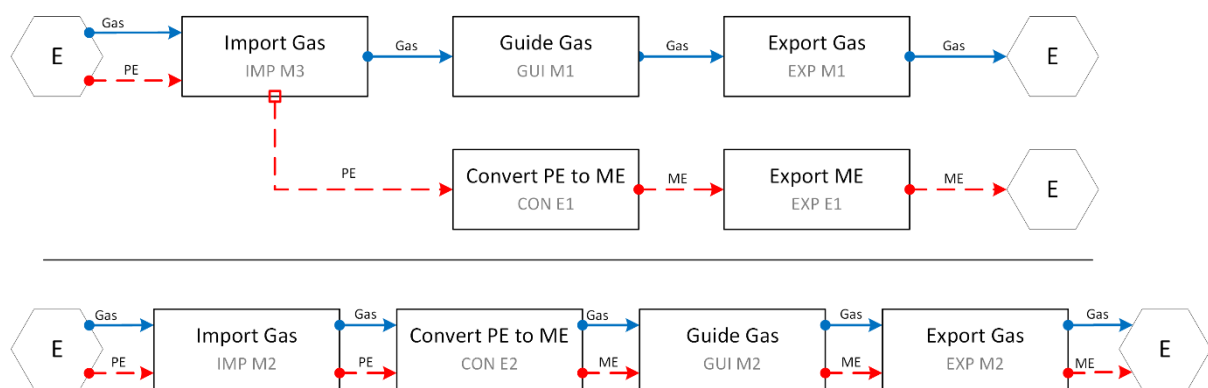 Gas
Import Gas
IMP M3
Gas
Guide Gas
GUI M1
Gas
Export Gas
EXP M1
Gas
E
E
PE
PE
Convert PE to ME
CON E1
ME
Export ME
EXP E1
ME
E
Gas
Import Gas
IMP M2
Gas
Convert PE to ME
CON E2
Gas
Guide Gas
GUI M2
Gas
Export Gas
EXP M2
Gas
E
E
PE
PE
ME
ME
ME